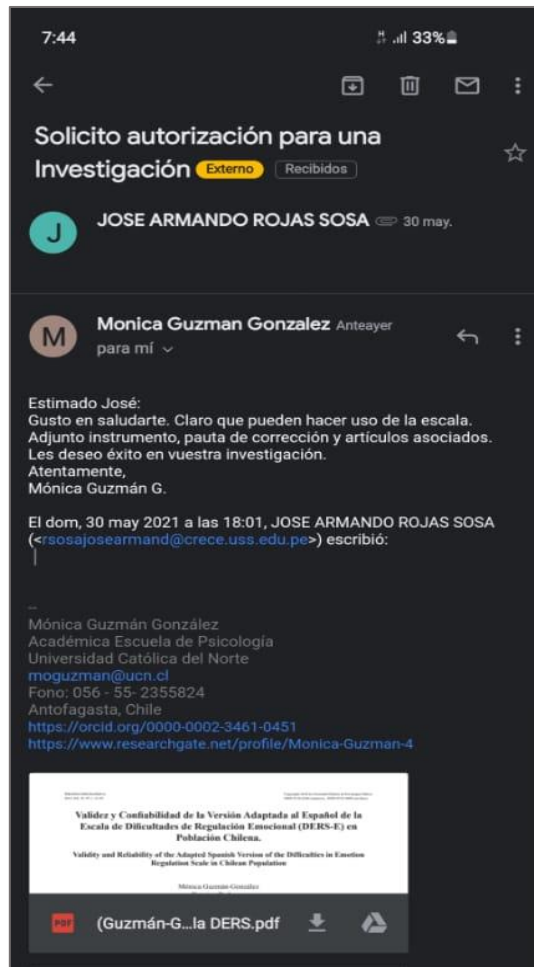 7:44
33%
Solicito autorización para una
Investigación Externo Recibidos
J
JOSE ARMANDO ROJAS SOSA 30 may.
M
Monica Guzman Gonzalez Anteayer
para mí
Estimado José:
Gusto en saludarte. Claro que pueden hacer uso de la escala.
Adjunto instrumento, pauta de corrección y artículos asociados.
Les deseo éxito en vuestra investigación.
Atentamente,
Mónica Guzmán G.
El dom, 30 may 2021 a las 18:01, JOSE ARMANDO ROJAS SOSA
(<rsosajosearmand@crece.uss.edu.pe>) escribió:
--
Mónica Guzmán González
Académica Escuela de Psicología
Universidad Católica del Norte
moguzman@ucn.cl
Fono: 056 - 55- 2355824
Antofagasta, Chile
https://orcid.org/0000-0002-3461-0451
https://www.researchgate.net/profile/Monica-Guzman-4
Validez y Confiabilidad de la Versión Adaptada al Español de la
Escala de Dificultades de Regulación Emocional (DERS-E) en
Población Chilena.
Validity and Reliability of the Adapted Spanish Version of the Difficulties in Emotion
Regulation Scale in Chilean Population
Mónica Guzmán-González
PDF
(Guzmán-G...la DERS.pdf